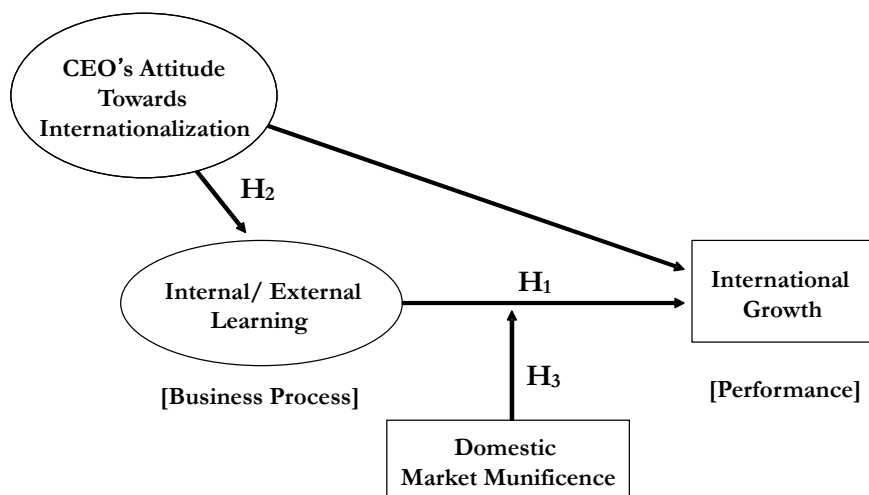 CEO’s Attitude
Towards
Internationalization
H₂
Internal/ External
Learning
H₁
International
Growth
[Business Process]
H₃
[Performance]
Domestic
Market Munificence